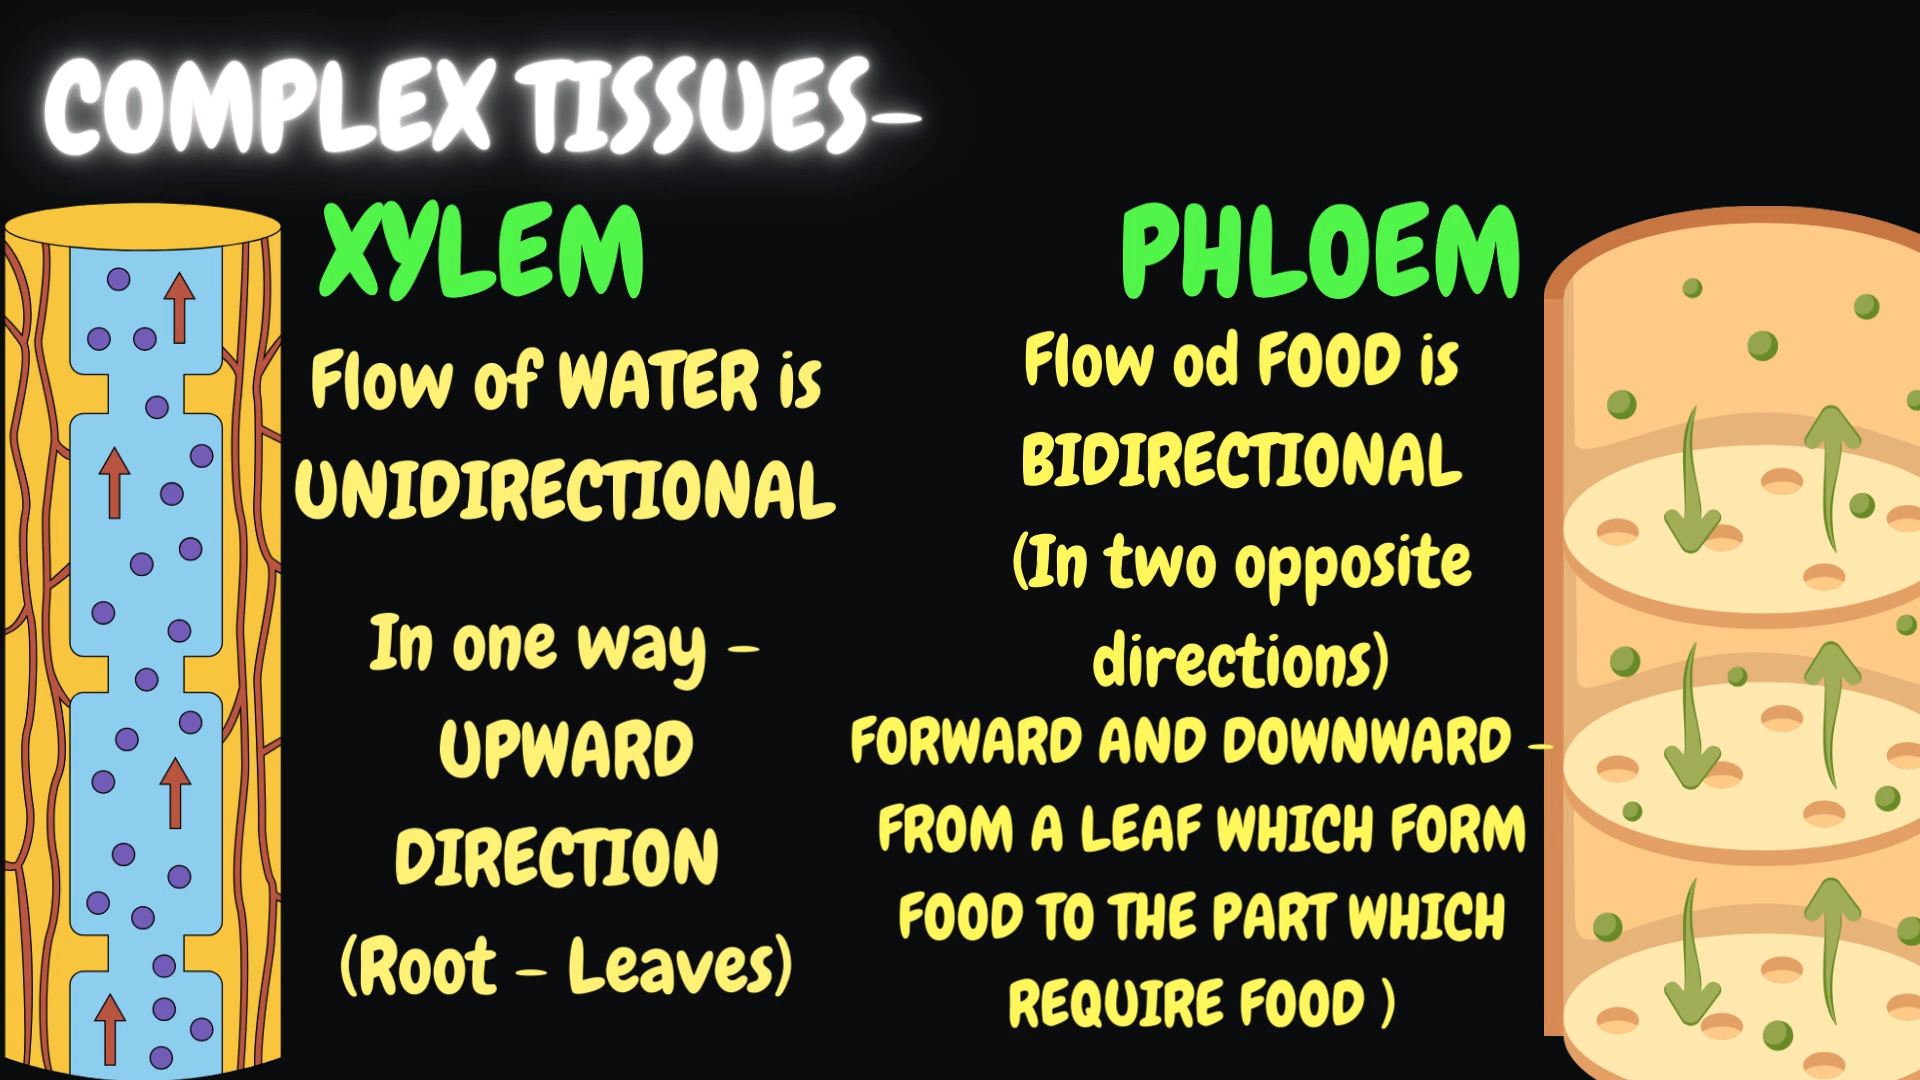 COMPLEX TISSUES-
XYLEM
Flow of WATER is
UNIDIRECTIONAL
In one way -
UPWARD
DIRECTION
(Root - Leaves)
PHLOEM
Flow od FOOD is
BIDIRECTIONAL
(In two opposite
directions)
FORWARD AND DOWNWARD -
FROM A LEAF WHICH FORM
FOOD TO THE PART WHICH
REQUIRE FOOD )